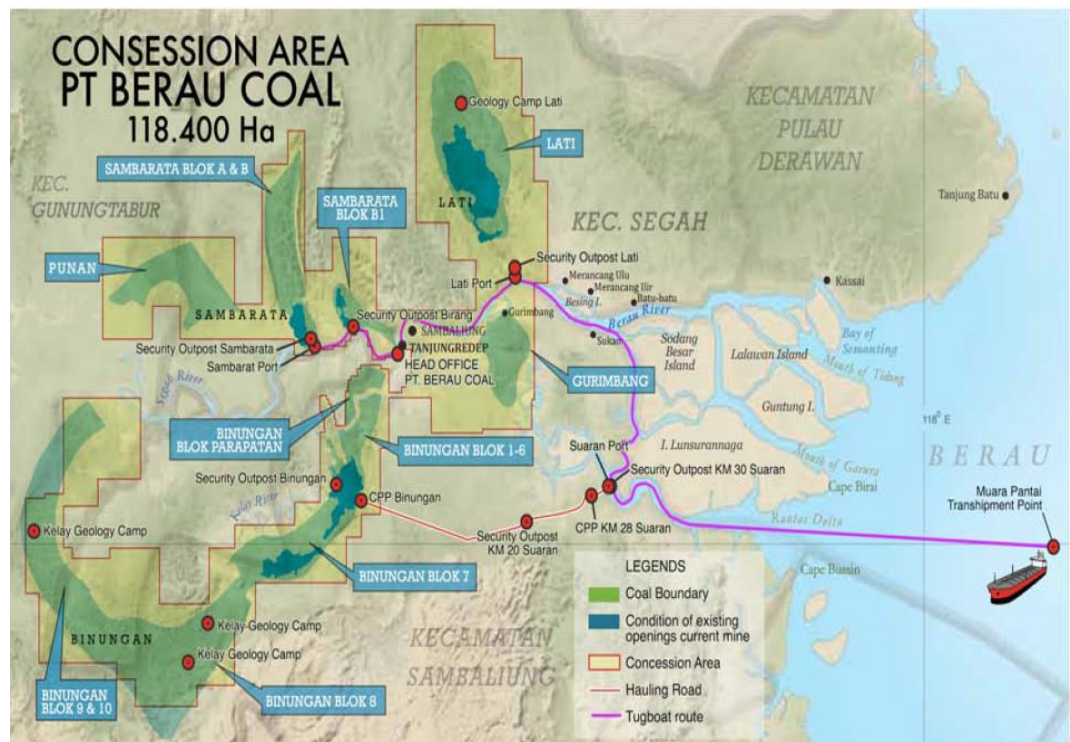 CONSESSION AREA
PT BERAU COAL
118.400 Ha
Geology Camp Lati
LATI
LATI
KECAMATAN
PULAU
DERAWAN
SAMBARATA BLOK A & B
KEC.
GUNUNGTABUR
SAMBARATA
BLOK B1
Tanjung Batu
KEC. SEGAH
PUNAN
Security Outpost Lati
Lati Port
Merancang Ulu
Merancang Ilir
Batu-batu
Besing I.
Kassai
Gurimbang
Berau River
SAMBARATA
Security Outpost Birang
SAMBALIUNG
TANJUNGREDEP
HEAD OFFICE
PT. BERAU COAL
Security Outpost Sambarata
Sambarat Port
Sukan
Sodang
Besar
Island
Lalawan Island
Bay of
Semanting
Mouth of Tidung
Guntung I.
GURIMBANG
118° E
BINUNGAN
BLOK PARAPATAN
BINUNGAN BLOK 1-6
Suaran Port
I. Lunsurannaga
Mouth of Garura
Cape Birai
BERAU
Security Outpost KM 30 Suaran
Security Outpost Binungan
CPP Binungan
Kelay River
Muara Pantai
Transhipment Point
CPP KM 28 Suaran
Rantai Delta
Kelay Geology Camp
Security Outpost
KM 20 Suaran
BINUNGAN BLOK 7
Cape Bussin
LEGENDS
Coal Boundary
Condition of existing
openings current mine
Concession Area
Hauling Road
Tugboat route
Kelay Geology Camp
BINUNGAN
Kelay Geology Camp
KECAMATAN
SAMBALIUNG
BINUNGAN
BLOK 9 & 10
BINUNGAN BLOK 8